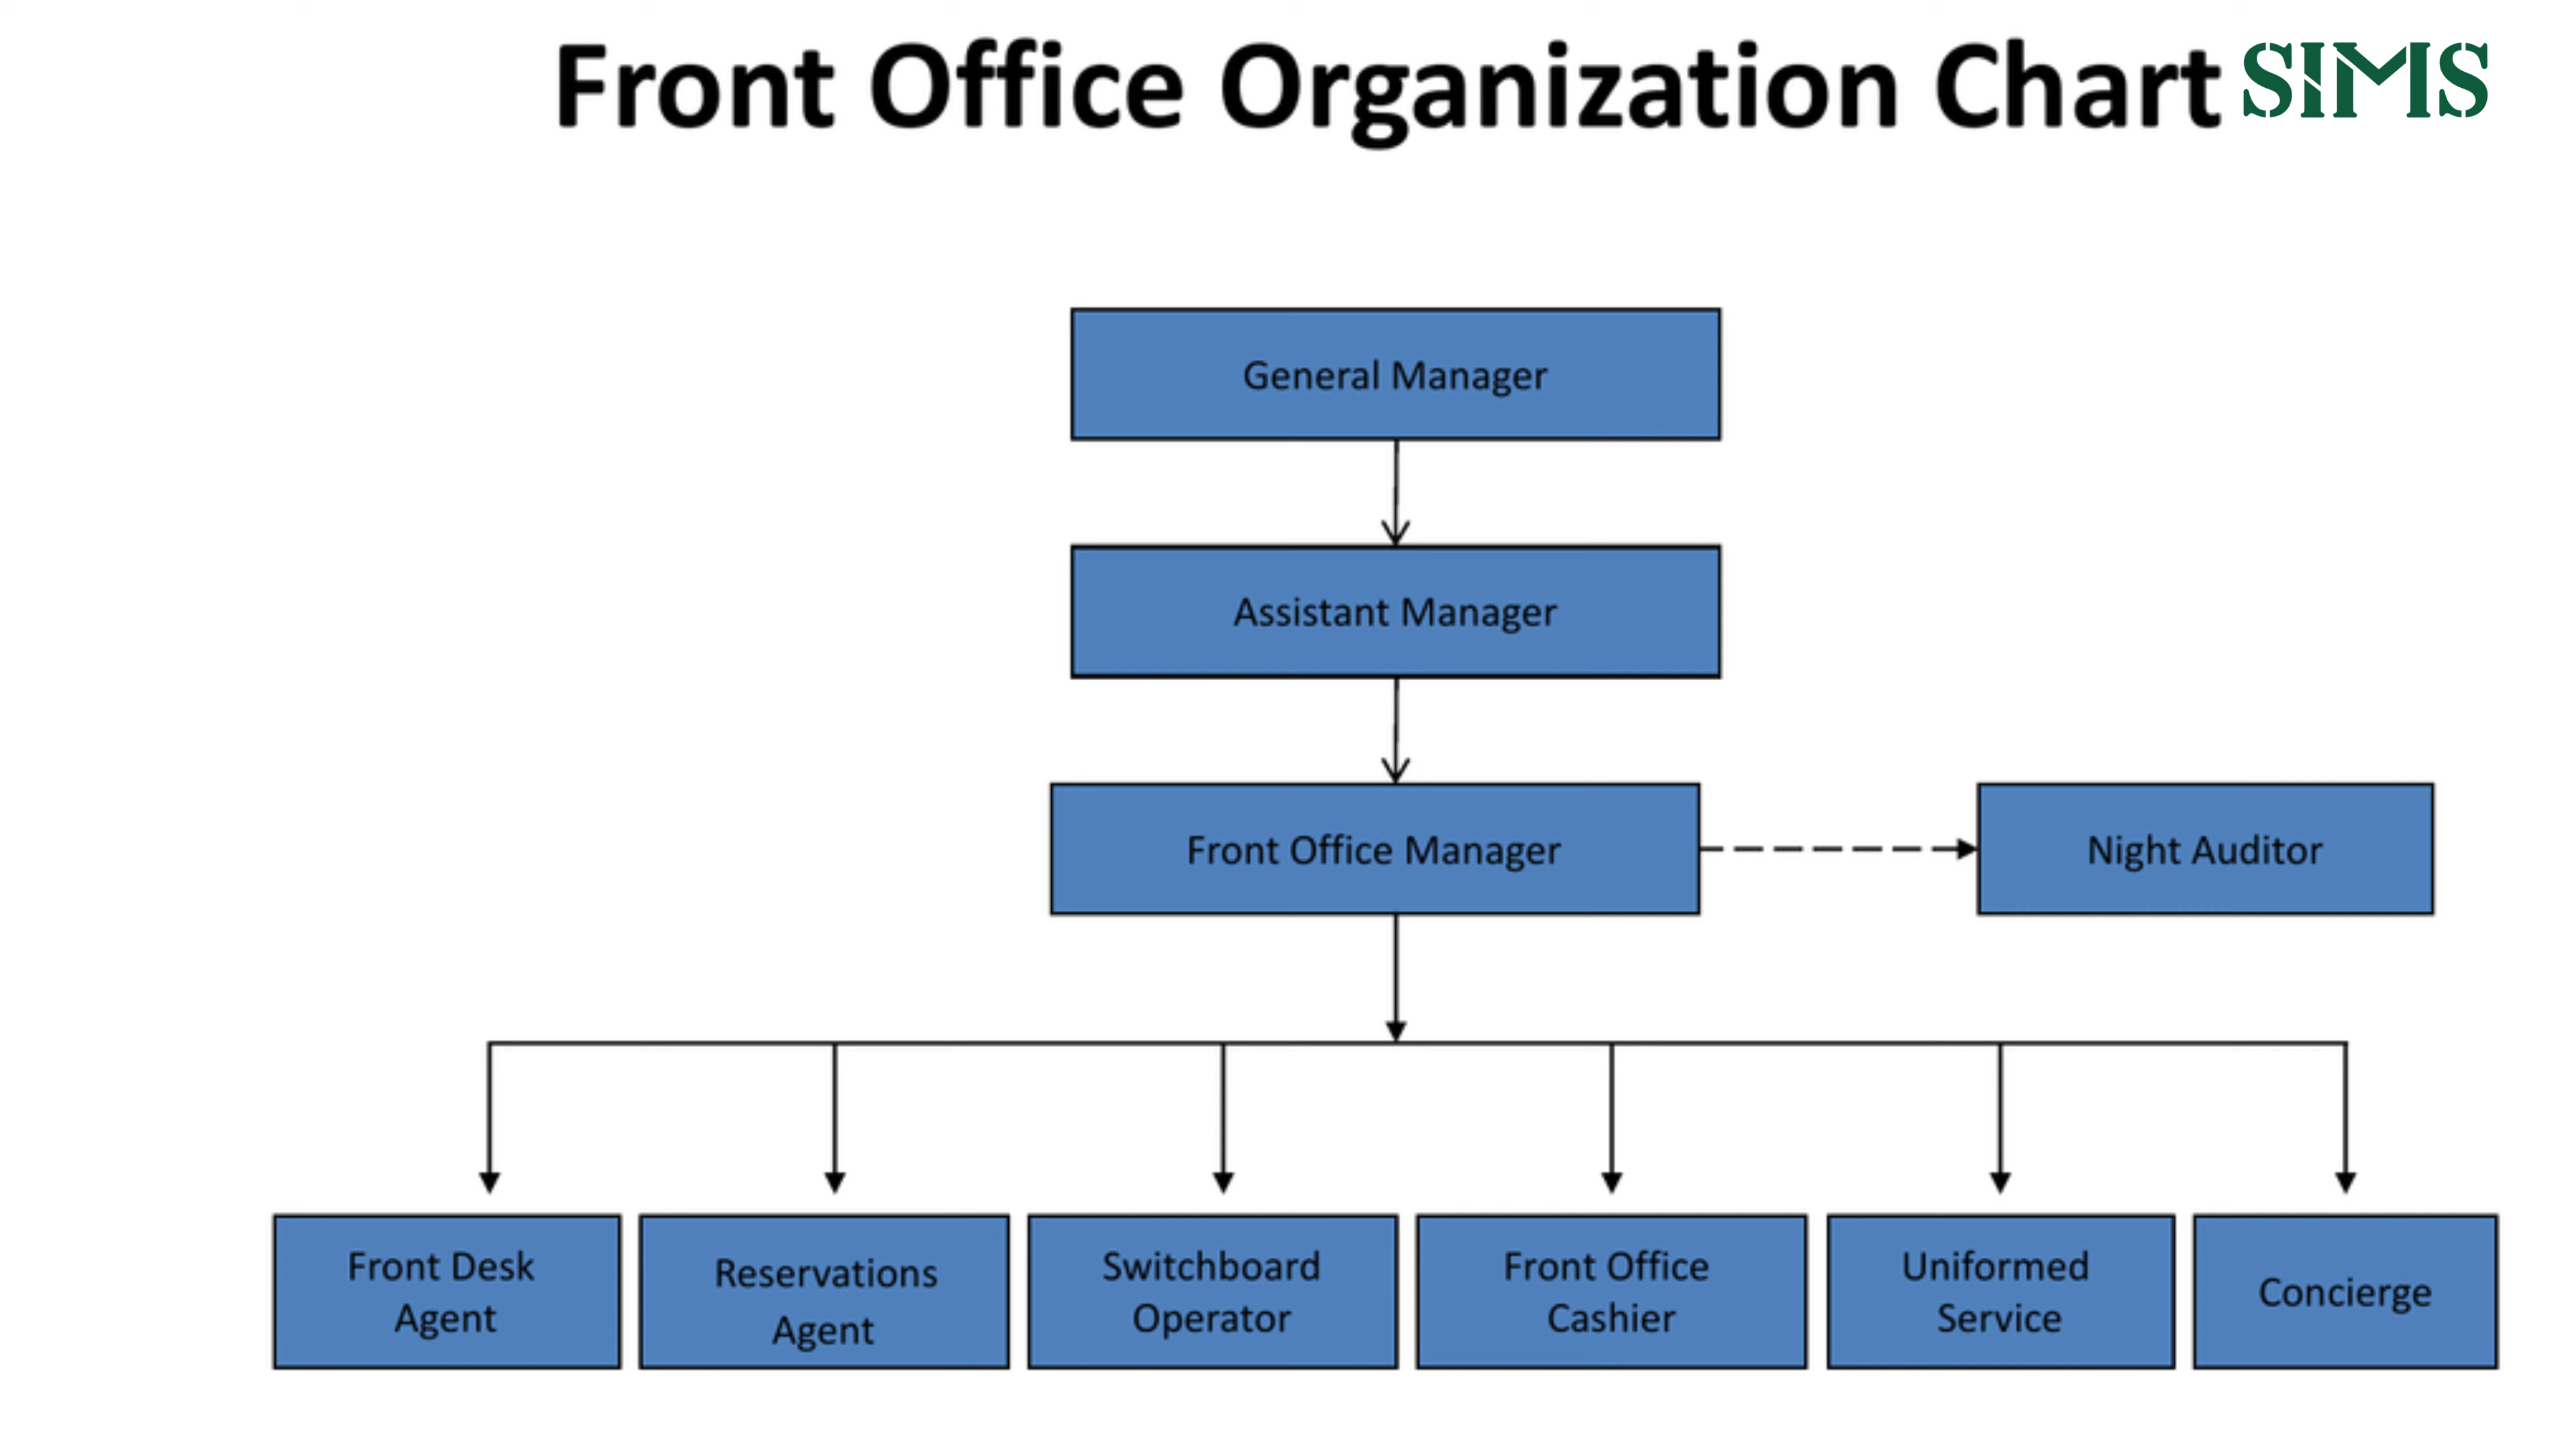 Front Office Organization Chart
SIMS
General Manager
Assistant Manager
Front Office Manager
Night Auditor
Front Desk
Agent
Reservations
Agent
Switchboard
Operator
Front Office
Cashier
Uniformed
Service
Concierge